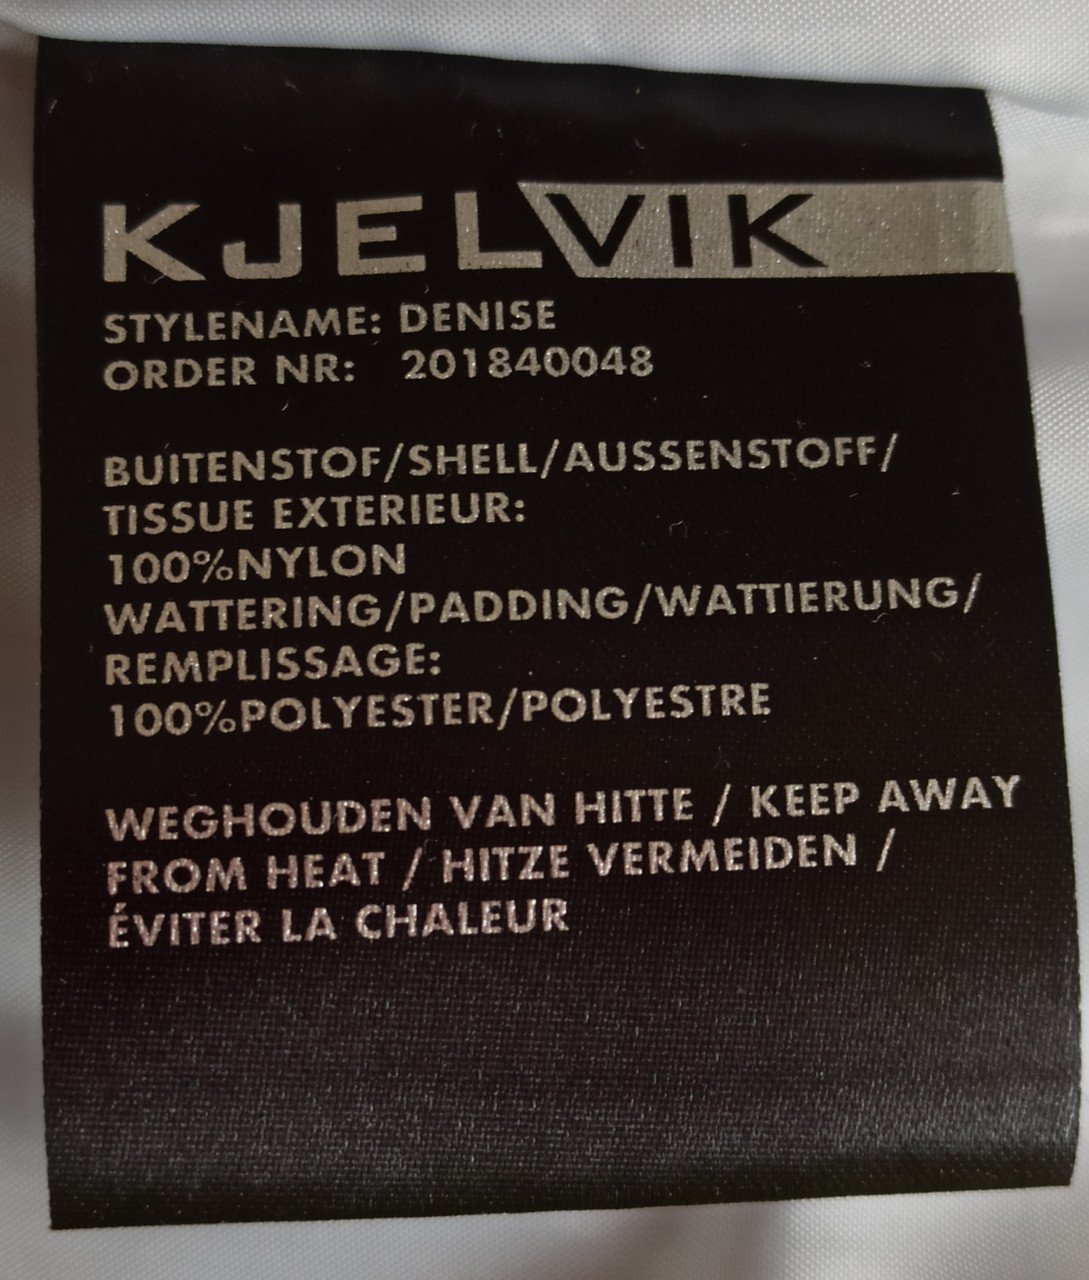 KJELVIK
STYLENAME: DENISE
ORDER NR: 201840048
BUITENSTOF/SHELL/AUSSENSTOFF/
TISSUE EXTERIEUR:
100%NYLON
WATTERING/PADDING/WATTIERUNG/
REMPLISSAGE:
100%POLYESTER/POLYESTRE
WEGHOUDEN VAN HITTE / KEEP AWAY
FROM HEAT / HITZE VERMEIDEN /
ÉVITER LA CHALEUR